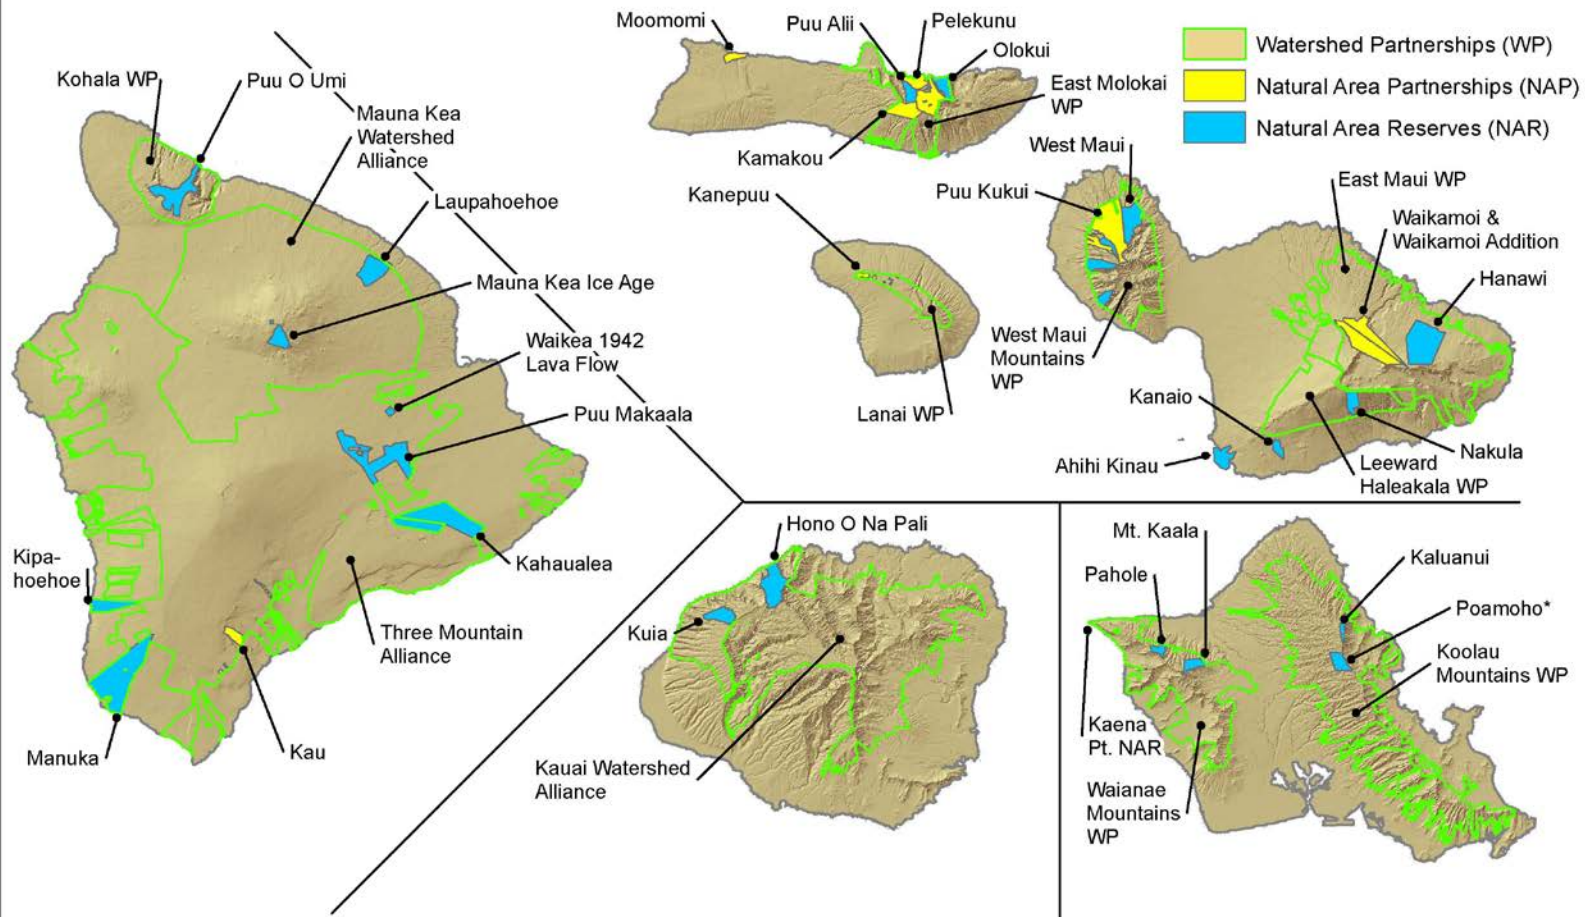 Moomomi
Puu Alii
Pelekunu
Olokui
East Molokai
WP
Kamakou
Watershed Partnerships (WP)
Natural Area Partnerships (NAP)
Natural Area Reserves (NAR)
Kohala WP
Puu O Umi
Mauna Kea
Watershed
Alliance
Laupahoehoe
Mauna Kea Ice Age
Waikea 1942
Lava Flow
Puu Makaala
Kahaualea
Three Mountain
Alliance
Kau
Manuka
Kipa-
hoehoe
Kanepuu
Lanai WP
West Maui
Puu Kukui
West Maui
Mountains
WP
East Maui WP
Waikamoi &
Waikamoi Addition
Hanawi
Kanaio
Ahihi Kinau
Nakula
Leeward
Haleakala WP
Hono O Na Pali
Kuia
Kauai Watershed
Alliance
Mt. Kaala
Pahole
Kaluanui
Poamoho*
Koolau
Mountains WP
Kaena
Pt. NAR
Waianae
Mountains
WP